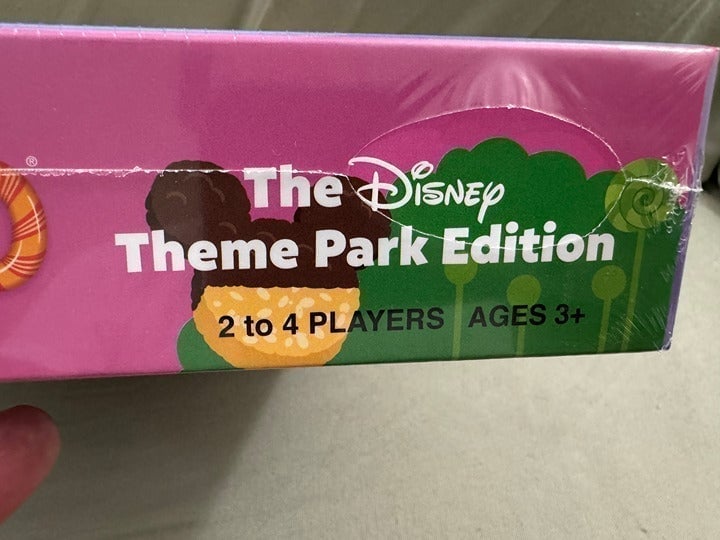 ®
The Disney
Theme Park Edition
2 to 4 PLAYERS AGES 3+